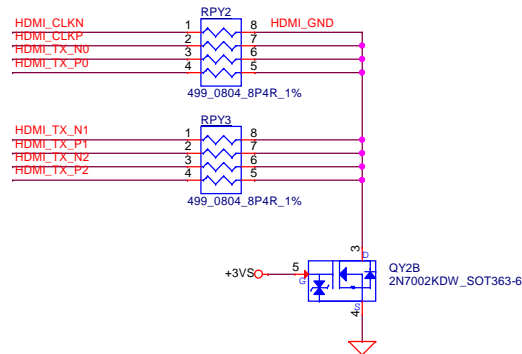 RPY2
HDMI_CLKN 1 8 HDMI_GND
HDMI_CLKP 2 7
HDMI_TX_N0 3 6
HDMI_TX_P0 4 5
499_0804_8P4R_1%
RPY3
HDMI_TX_N1 1 8
HDMI_TX_P1 2 7
HDMI_TX_N2 3 6
HDMI_TX_P2 4 5
499_0804_8P4R_1%
3 D
+3VS 5 G
QY2B
2N7002KDW_SOT363-6
4 S